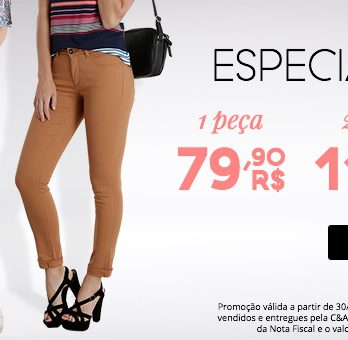 ESPECIA
1 peça
79,90 R$
Promoção válida a partir de 30/
vendidos e entregues pela C&A
da Nota Fiscal e o valo